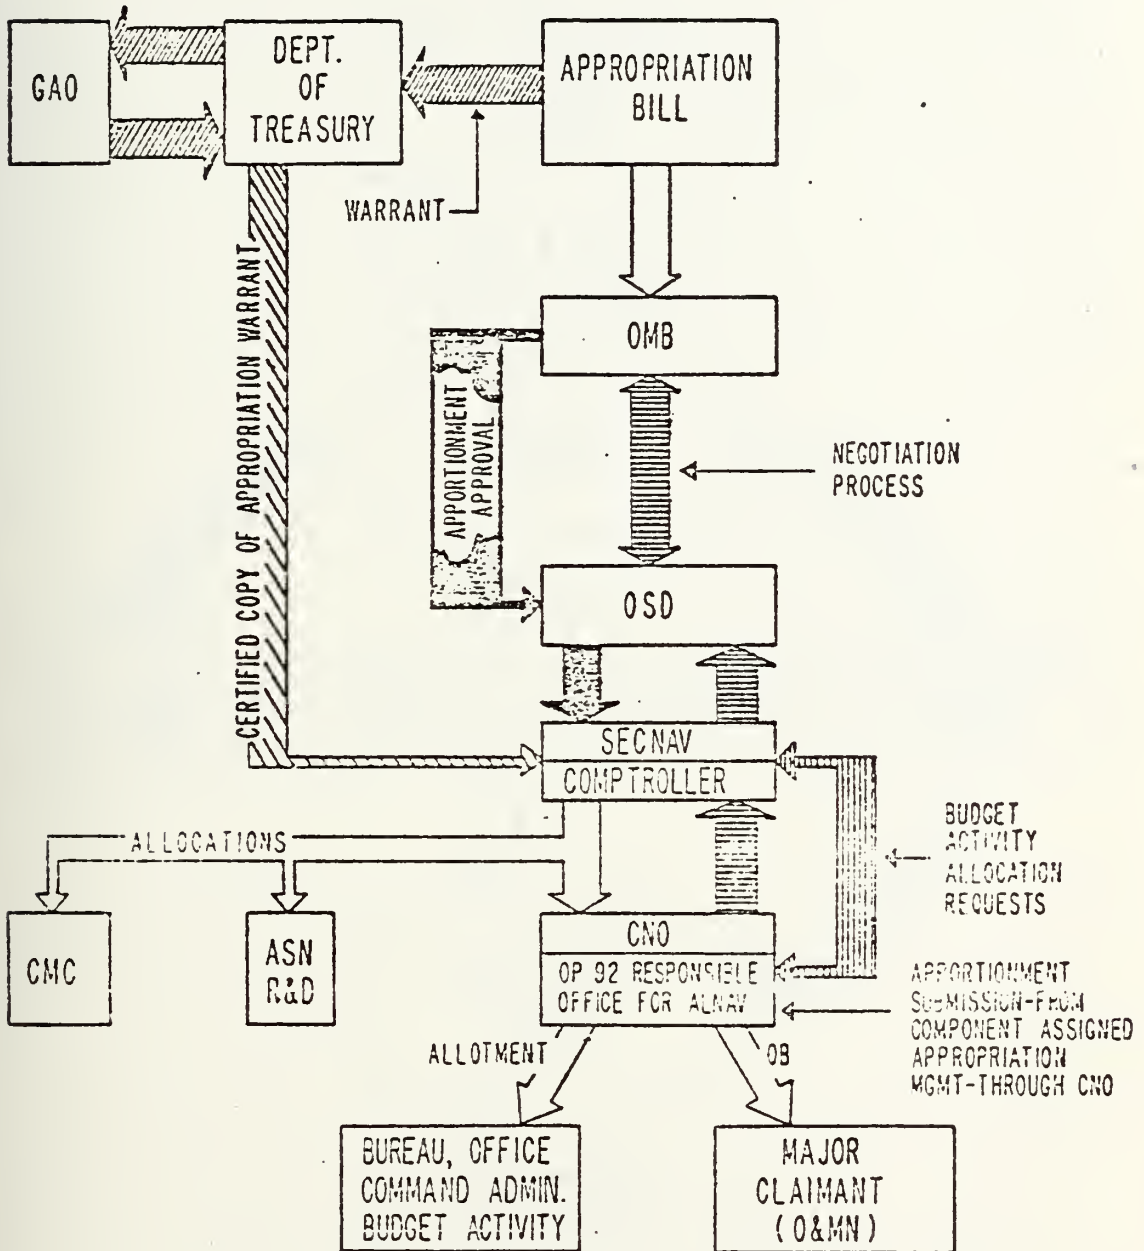 GAO
DEPT.
OF
TREASURY
APPROPRIATION
BILL
WARRANT
CERTIFIED COPY OF APPROPRIATION WARRANT
OMB
APPORTIONMENT
APPROVAL
NEGOTIATION
PROCESS
OSD
SECNAV
COMPTROLLER
ALLOCATIONS
BUDGET
ACTIVITY
ALLOCATION
REQUESTS
CMC
ASN
R&D
CNO
OP 92 RESPONSIBLE
OFFICE FOR ALNAV
APPORTIONMENT
SUBMISSION-FROM
COMPONENT ASSIGNED
APPROPRIATION
MGMT-THROUGH CNO
ALLOTMENT
OB
BUREAU, OFFICE
COMMAND ADMIN.
BUDGET ACTIVITY
MAJOR
CLAIMANT
(O&MN)